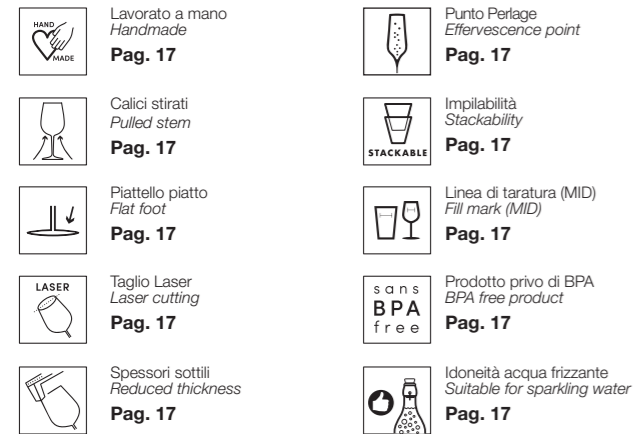 HAND
MADE
Lavorato a mano
Handmade
Pag. 17
Calici stirati
Pulled stem
Pag. 17
Piattello piatto
Flat foot
Pag. 17
LASER
Taglio Laser
Laser cutting
Pag. 17
Spessori sottili
Reduced thickness
Pag. 17
Punto Perlage
Effervescence point
Pag. 17
STACKABLE
Impilabilità
Stackability
Pag. 17
Linea di taratura (MID)
Fill mark (MID)
Pag. 17
sans
BPA
free
Prodotto privo di BPA
BPA free product
Pag. 17
Idoneità acqua frizzante
Suitable for sparkling water
Pag. 17